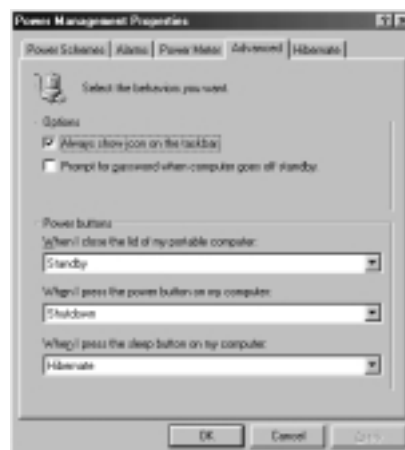 Power Management Properties
Power Schemes Alarms Power Meter Advanced Hibernate
Select the behaviors you want.
Options
Always show icon on the taskbar.
Prompt for password when computer goes off standby.
Power buttons
When I close the lid of my portable computer:
Standby
When I press the power button on my computer:
Shutdown
When I press the sleep button on my computer:
Hibernate
OK Cancel Apply